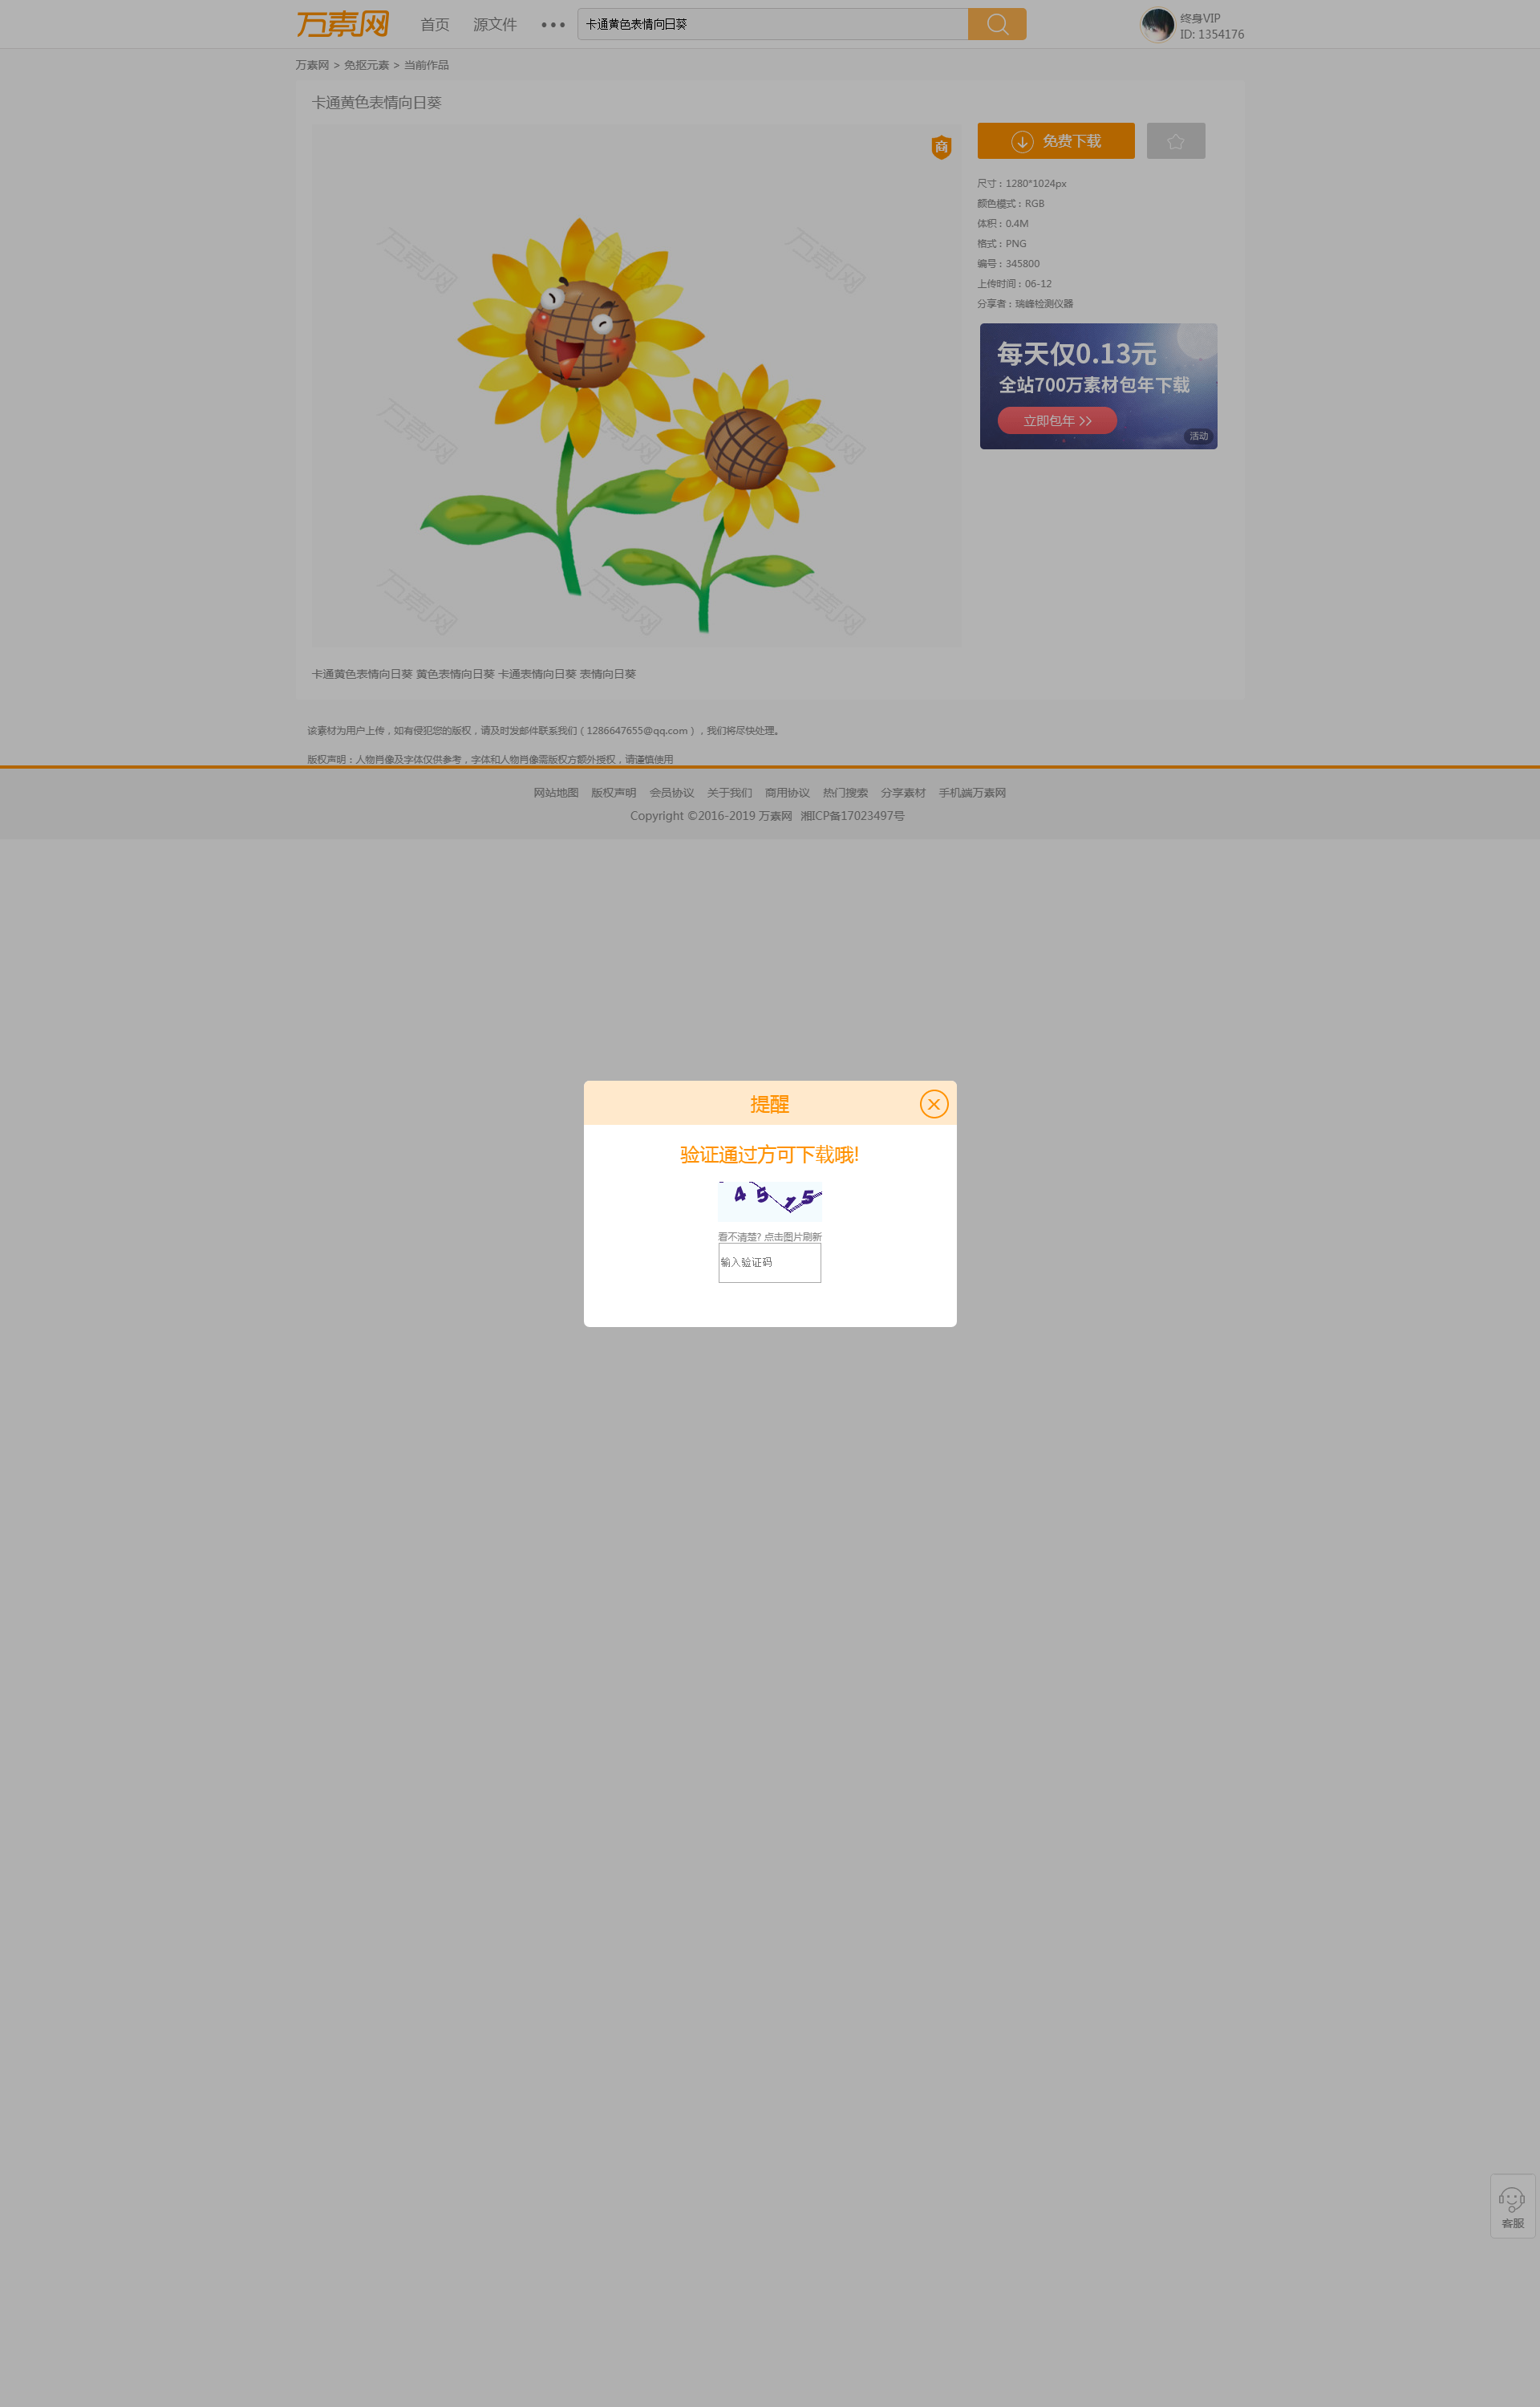 万素网
首页
源文件
卡通黄色表情向日葵
终身VIP
ID: 1354176
万素网 > 免抠元素 > 当前作品
卡通黄色表情向日葵
商
免费下载
尺寸：1280*1024px
颜色模式：RGB
体积：0.4M
格式：PNG
编号：345800
上传时间：06-12
分享者：瑞峰检测仪器
每天仅0.13元
全站700万素材包年下载
立即包年 >>
活动
万素网 万素网 万素网
万素网 万素网 万素网
万素网 万素网 万素网
卡通黄色表情向日葵 黄色表情向日葵 卡通表情向日葵 表情向日葵
该素材为用户上传，如有侵犯您的版权，请及时发邮件联系我们（1286647655@qq.com），我们将尽快处理。
版权声明：人物肖像及字体仅供参考，字体和人物肖像需版权方额外授权，请谨慎使用
网站地图 版权声明 会员协议 关于我们 商用协议 热门搜索 分享素材 手机端万素网
Copyright ©2016-2019 万素网 湘ICP备17023497号
提醒
验证通过方可下载哦!
4515
看不清楚? 点击图片刷新
输入验证码
客服